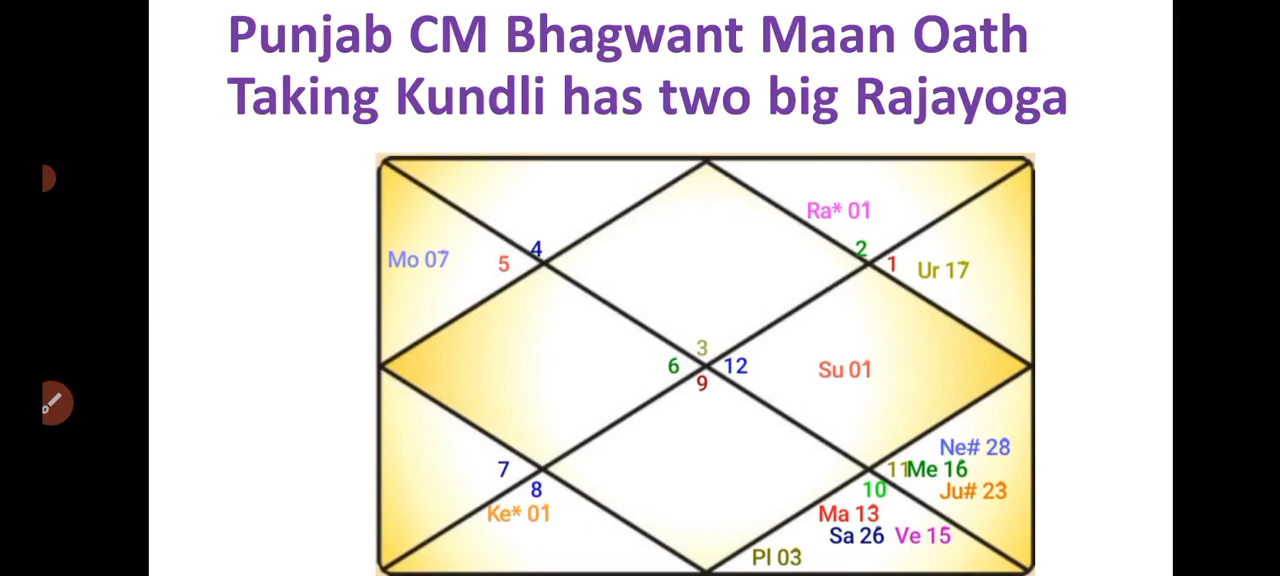 Punjab CM Bhagwant Maan Oath
Taking Kundli has two big Rajayoga
Ra* 01
4
2
Mo 07
5
1
Ur 17
3
6
12
Su 01
9
Ne# 28
7
11
Me 16
8
10
Ju# 23
Ke* 01
Ma 13
Sa 26
Ve 15
Pl 03